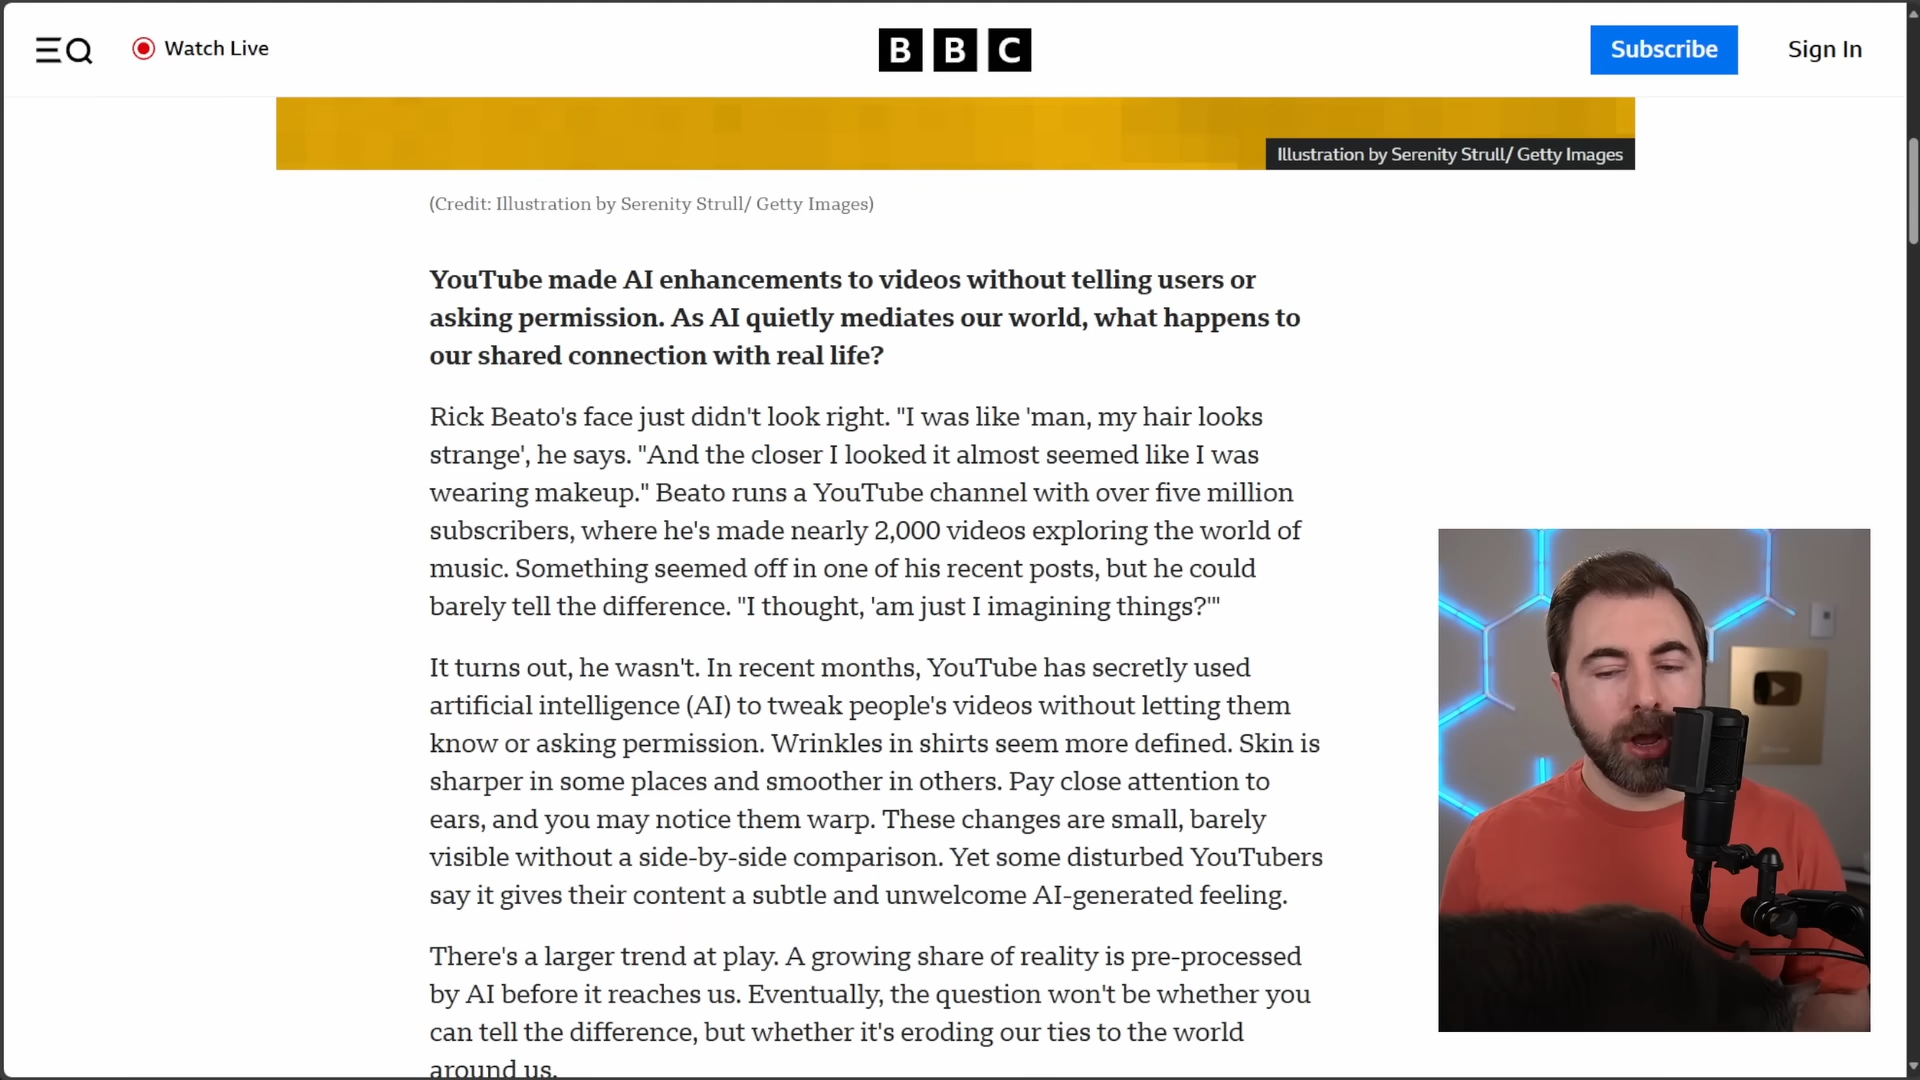 Watch Live
BBC
Subscribe
Sign In
Illustration by Serenity Strull/ Getty Images
(Credit: Illustration by Serenity Strull/ Getty Images)
YouTube made AI enhancements to videos without telling users or
asking permission. As AI quietly mediates our world, what happens to
our shared connection with real life?
Rick Beato's face just didn't look right. "I was like 'man, my hair looks
strange', he says. "And the closer I looked it almost seemed like I was
wearing makeup." Beato runs a YouTube channel with over five million
subscribers, where he's made nearly 2,000 videos exploring the world of
music. Something seemed off in one of his recent posts, but he could
barely tell the difference. "I thought, 'am just I imagining things?'"
It turns out, he wasn't. In recent months, YouTube has secretly used
artificial intelligence (AI) to tweak people's videos without letting them
know or asking permission. Wrinkles in shirts seem more defined. Skin is
sharper in some places and smoother in others. Pay close attention to
ears, and you may notice them warp. These changes are small, barely
visible without a side-by-side comparison. Yet some disturbed YouTubers
say it gives their content a subtle and unwelcome AI-generated feeling.
There's a larger trend at play. A growing share of reality is pre-processed
by AI before it reaches us. Eventually, the question won't be whether you
can tell the difference, but whether it's eroding our ties to the world
around us.